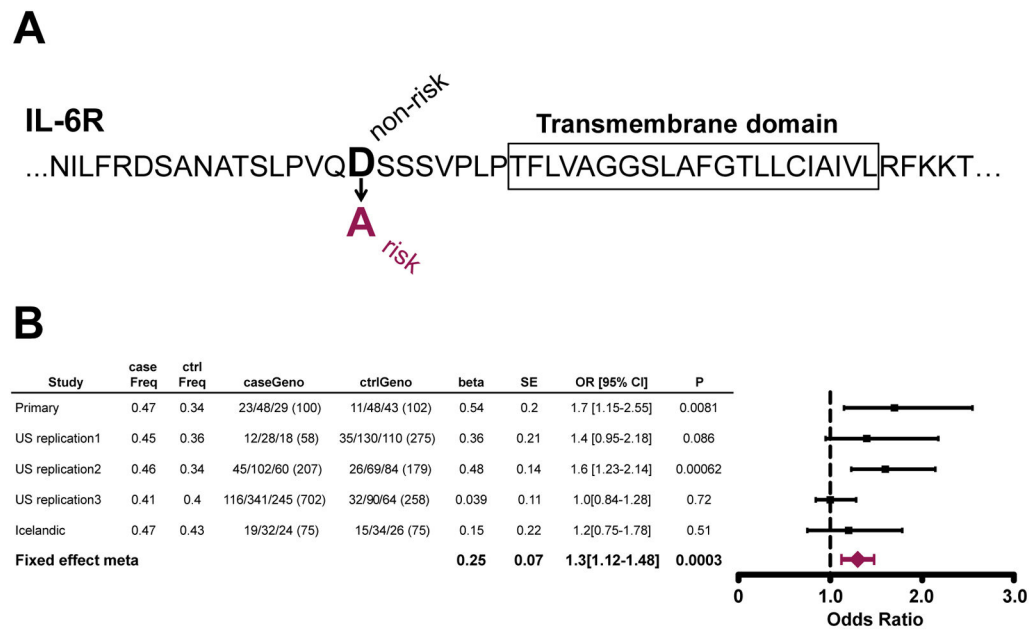 A
IL-6R
non-risk
Transmembrane domain
...NILFRDSANATSLPVQDSSSVPLPTFLVAGGSLAFGTLLCIAIVLRFKKT...
A
risk
B
Study case Freq ctrl Freq caseGeno ctrlGeno beta SE OR [95% CI] P
Primary 0.47 0.34 23/48/29 (100) 11/48/43 (102) 0.54 0.2 1.7 [1.15-2.55] 0.0081
US replication1 0.45 0.36 12/28/18 (58) 35/130/110 (275) 0.36 0.21 1.4 [0.95-2.18] 0.086
US replication2 0.46 0.34 45/102/60 (207) 26/69/84 (179) 0.48 0.14 1.6 [1.23-2.14] 0.00062
US replication3 0.41 0.4 116/341/245 (702) 32/90/64 (258) 0.039 0.11 1.0[0.84-1.28] 0.72
Icelandic 0.47 0.43 19/32/24 (75) 15/34/26 (75) 0.15 0.22 1.2[0.75-1.78] 0.51
Fixed effect meta 0.25 0.07 1.3[1.12-1.48] 0.0003
0 1.0 2.0 3.0
Odds Ratio